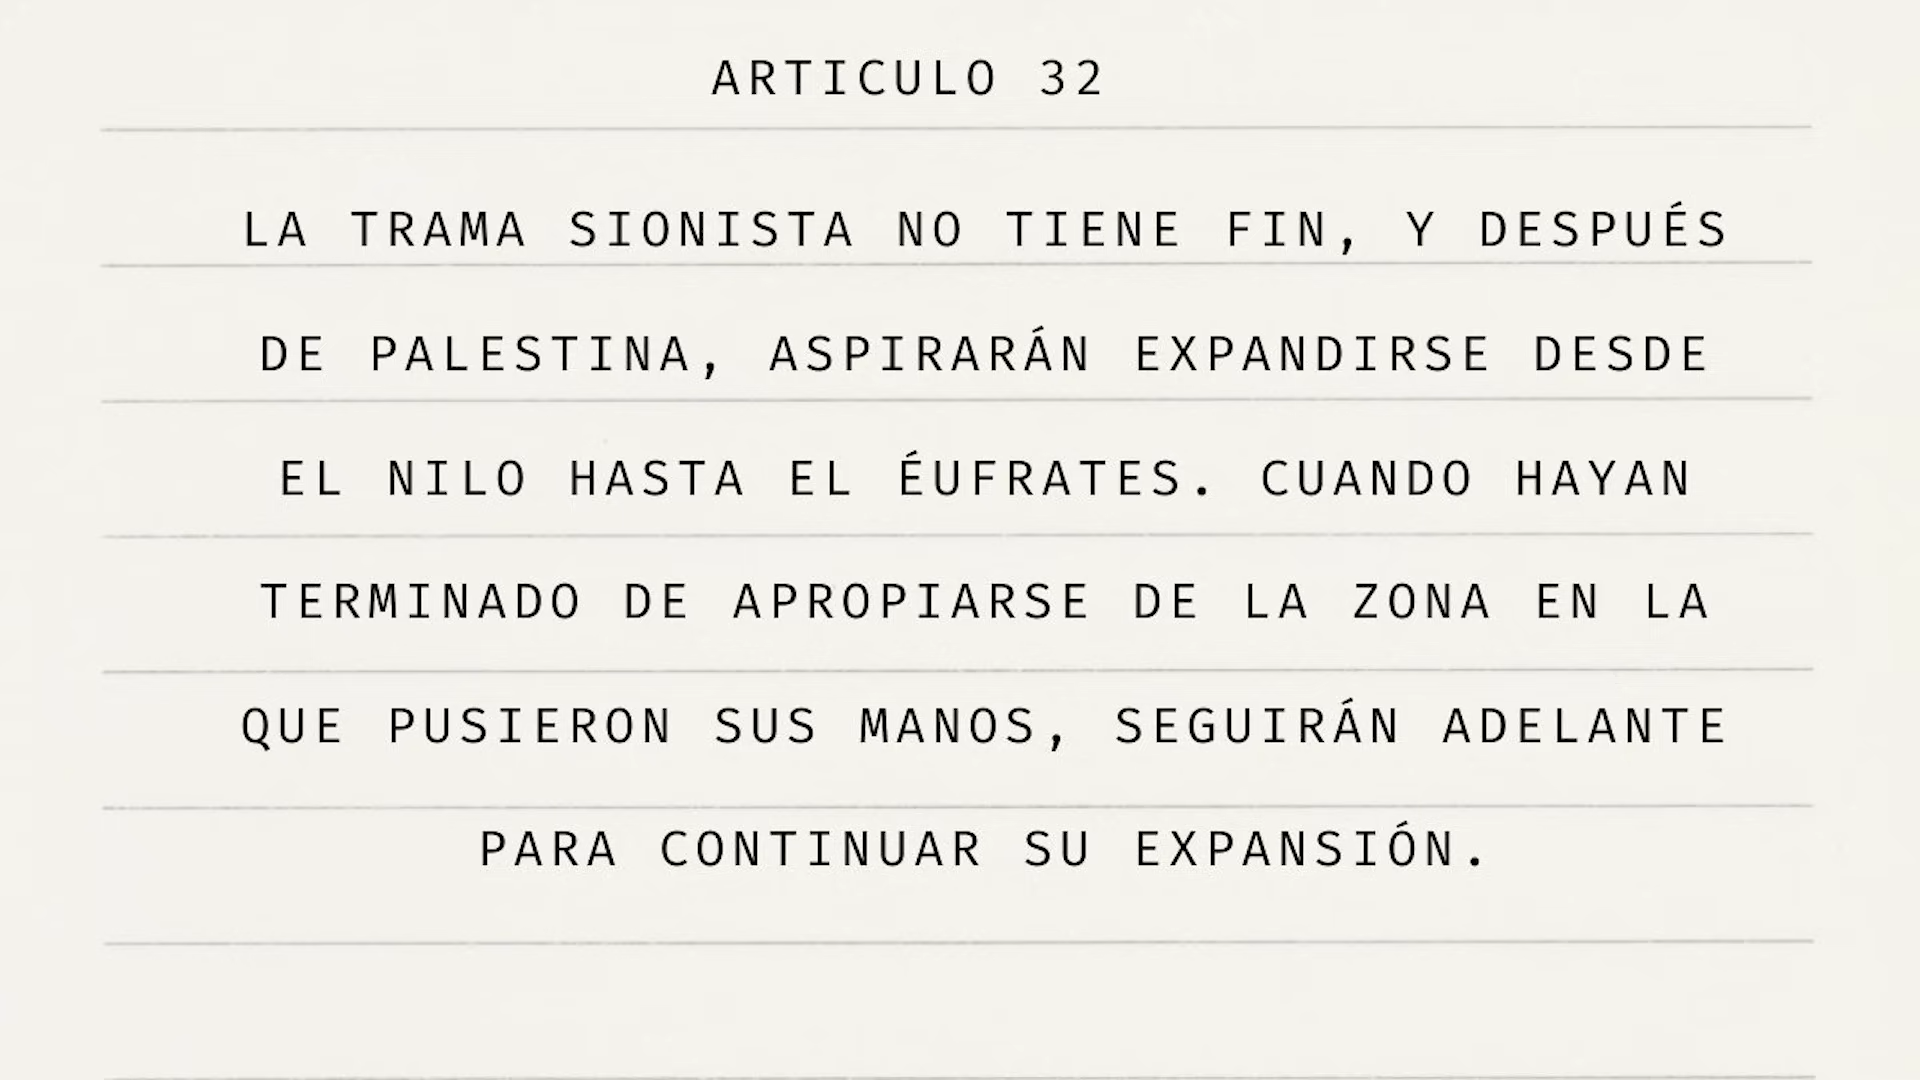 ARTICULO 32
LA TRAMA SIONISTA NO TIENE FIN, Y DESPUÉS
DE PALESTINA, ASPIRARÁN EXPANDIRSE DESDE
EL NILO HASTA EL ÉUFRATES. CUANDO HAYAN
TERMINADO DE APROPIARSE DE LA ZONA EN LA
QUE PUSIERON SUS MANOS, SEGUIRÁN ADELANTE
PARA CONTINUAR SU EXPANSIÓN.